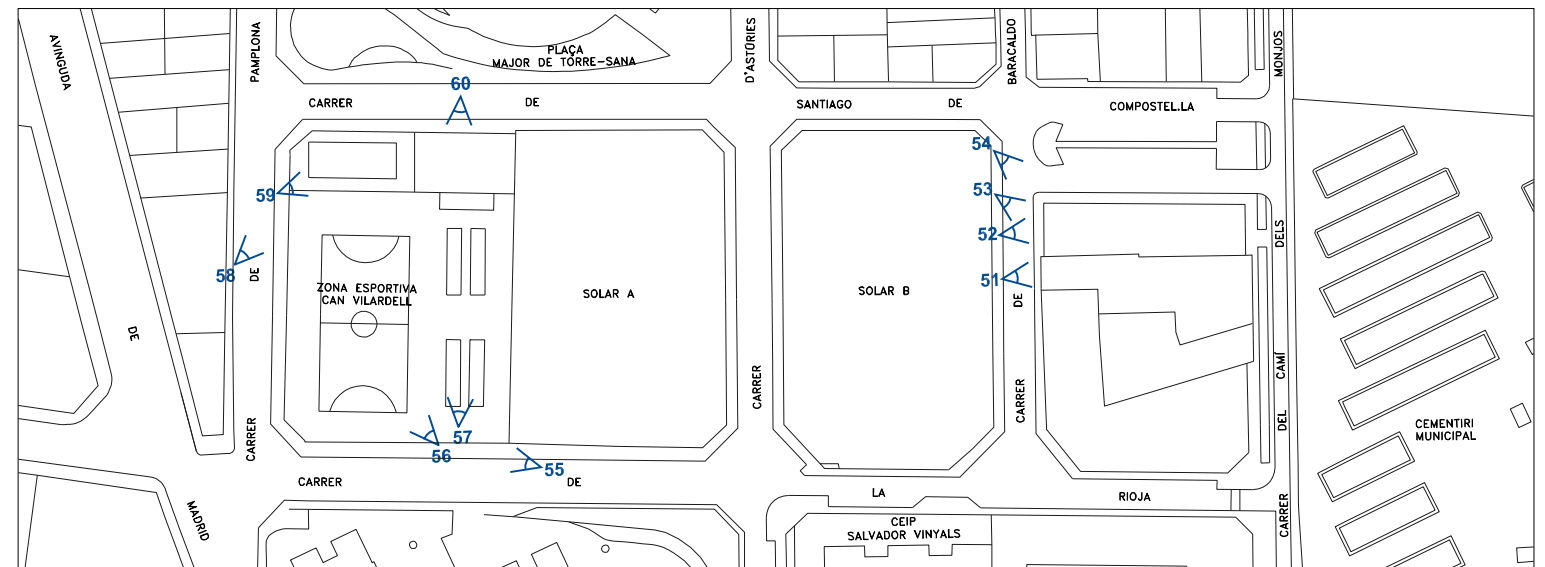 AVINGUDA
DE
MADRID
PAMPLONA
DE
CARRER
PLAÇA
MAJOR DE TORRE-SANA
D'ASTÚRIES
CARRER
BARACALDO
DE
CARRER
MONJOS
DELS
CAMÍ
DEL
CARRER
CARRER
DE
SANTIAGO
DE
COMPOSTEL.LA
60
59
58
54
53
52
51
ZONA ESPORTIVA
CAN VILARDELL
SOLAR A
SOLAR B
57
56
55
CEMENTIRI
MUNICIPAL
CARRER
DE
LA
RIOJA
CEIP
SALVADOR VINYALS